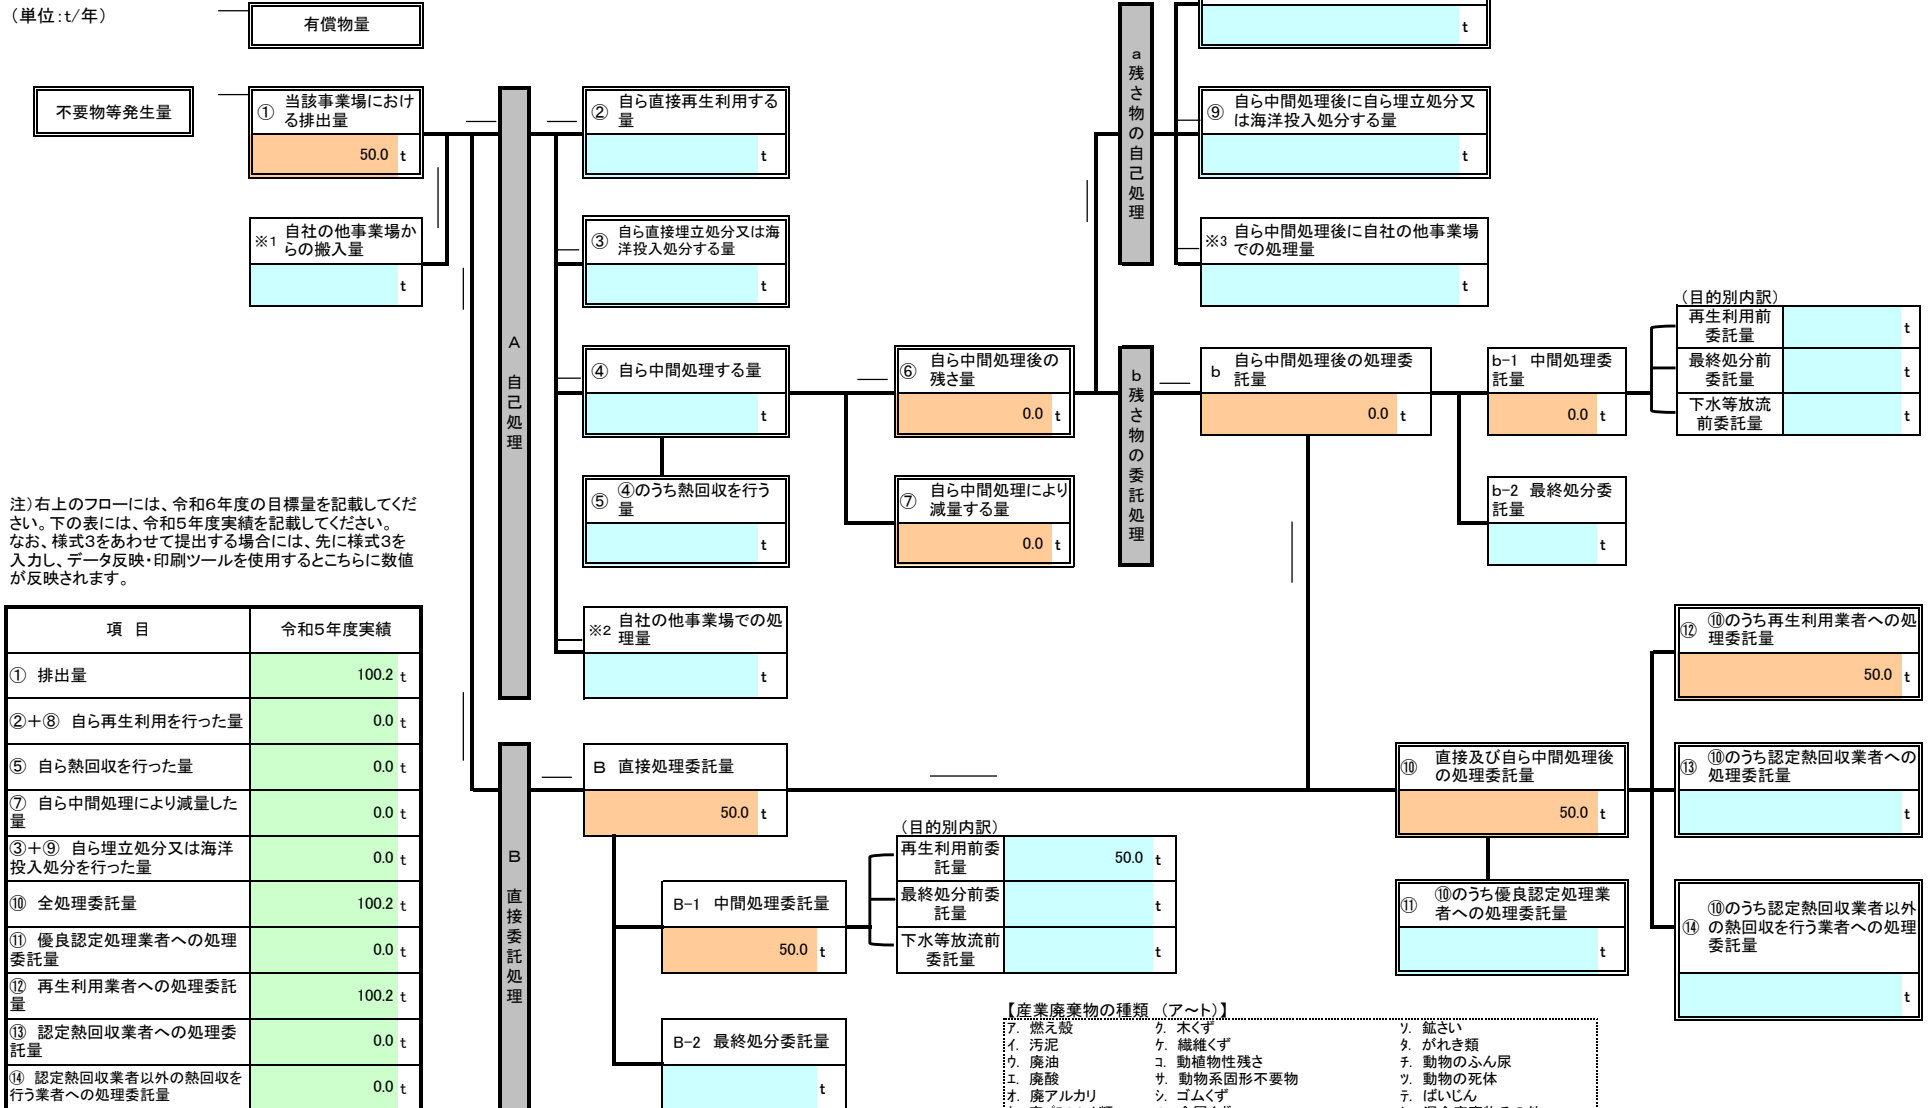 （単位：t/年）
有償物量
不要物等発生量
① 当該事業場におけ
る排出量
50.0 t
※1 自社の他事業場か
らの搬入量
t
A 自己処理
② 自ら直接再生利用する
量
t
③ 自ら直接埋立処分又は海
洋投入処分する量
t
④ 自ら中間処理する量
t
⑤ ④のうち熱回収を行う
量
t
※2 自社の他事業場での処
理量
t
⑥ 自ら中間処理後の
残さ量
0.0 t
⑦ 自ら中間処理により
減量する量
0.0 t
a 残さ物の自己処理
t
⑨ 自ら中間処理後に自ら埋立処分又
は海洋投入処分する量
t
※3 自ら中間処理後に自社の他事業場
での処理量
t
b 残さ物の委託処理
b 自ら中間処理後の処理委
託量
0.0 t
b-1 中間処理委
託量
0.0 t
（目的別内訳）
再生利用前
委託量
t
最終処分前
委託量
t
下水等放流
前委託量
t
b-2 最終処分委
託量
t
注）右上のフローには、令和６年度の目標量を記載してくだ
さい。下の表には、令和５年度実績を記載してください。
なお、様式３をあわせて提出する場合には、先に様式３を
入力し、データ反映・印刷ツールを使用するとこちらに数値
が反映されます。
項 目 令和５年度実績
① 排出量 100.2 t
②＋⑧ 自ら再生利用を行った量 0.0 t
⑤ 自ら熱回収を行った量 0.0 t
⑦ 自ら中間処理により減量した
量 0.0 t
③＋⑨ 自ら埋立処分又は海洋
投入処分を行った量 0.0 t
⑩ 全処理委託量 100.2 t
⑪ 優良認定処理業者への処理
委託量 0.0 t
⑫ 再生利用業者への処理委託
量 100.2 t
⑬ 認定熱回収業者への処理委
託量 0.0 t
⑭ 認定熱回収業者以外の熱回収を
行う業者への処理委託量 0.0 t
B 直接委託処理
B 直接処理委託量
50.0 t
B-1 中間処理委託量
50.0 t
（目的別内訳）
再生利用前委
託量
50.0 t
最終処分前委
託量
t
下水等放流前
委託量
t
B-2 最終処分委託量
t
⑩ 直接及び自ら中間処理後
の処理委託量
50.0 t
⑪ ⑩のうち優良認定処理業
者への処理委託量
t
⑫ ⑩のうち再生利用業者への処
理委託量
50.0 t
⑬ ⑩のうち認定熱回収業者への
処理委託量
t
⑭ ⑩のうち認定熱回収業者以外
の熱回収を行う業者への処理
委託量
t
【産業廃棄物の種類 （ア～ト）】
ア. 燃え殻 ク. 木くず ソ. 鉱さい
イ. 汚泥 ケ. 繊維くず タ. がれき類
ウ. 廃油 コ. 動植物性残さ チ. 動物のふん尿
エ. 廃酸 サ. 動物系固形不要物 ツ. 動物の死体
オ. 廃アルカリ シ. ゴムくず テ. ばいじん